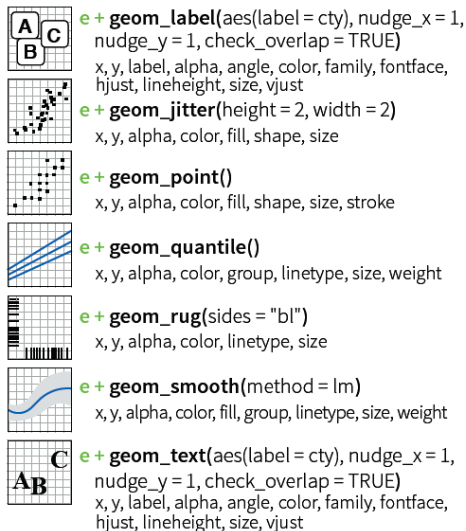 A
C
B
e + geom_label(aes(label = cty), nudge_x = 1,
nudge_y = 1, check_overlap = TRUE)
x, y, label, alpha, angle, color, family, fontface,
hjust, lineheight, size, vjust
e + geom_jitter(height = 2, width = 2)
x, y, alpha, color, fill, shape, size
e + geom_point()
x, y, alpha, color, fill, shape, size, stroke
e + geom_quantile()
x, y, alpha, color, group, linetype, size, weight
e + geom_rug(sides = "bl")
x, y, alpha, color, linetype, size
e + geom_smooth(method = lm)
x, y, alpha, color, fill, group, linetype, size, weight
C
AB
e + geom_text(aes(label = cty), nudge_x = 1,
nudge_y = 1, check_overlap = TRUE)
x, y, label, alpha, angle, color, family, fontface,
hjust, lineheight, size, vjust